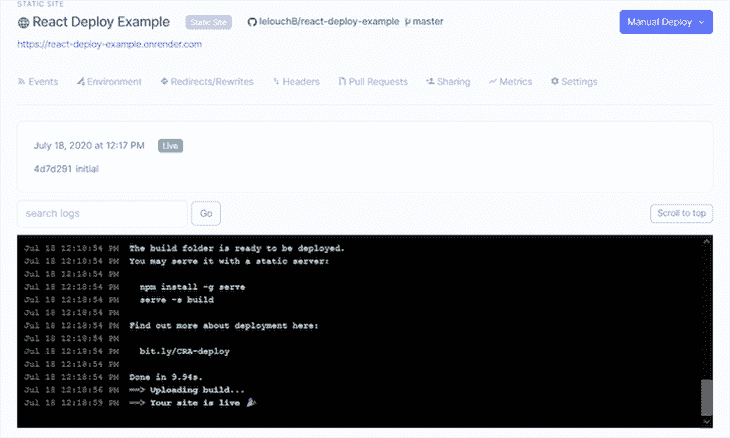 STATIC SITE
React Deploy Example Static Site lelouchB/react-deploy-example master
Manual Deploy
https://react-deploy-example.onrender.com
Events Environment Redirects/Rewrites Headers Pull Requests Sharing Metrics Settings
July 18, 2020 at 12:17 PM Live
4d7d291 initial
search logs Go Scroll to top
Jul 18 12:18:54 PM The build folder is ready to be deployed.
Jul 18 12:18:54 PM You may serve it with a static server:
Jul 18 12:18:54 PM
Jul 18 12:18:54 PM npm install -g serve
Jul 18 12:18:54 PM serve -s build
Jul 18 12:18:54 PM
Jul 18 12:18:54 PM Find out more about deployment here:
Jul 18 12:18:54 PM
Jul 18 12:18:54 PM bit.ly/CRA-deploy
Jul 18 12:18:54 PM
Jul 18 12:18:54 PM Done in 9.94s.
Jul 18 12:18:56 PM ==> Uploading build...
Jul 18 12:18:59 PM ==> Your site is live 🎉